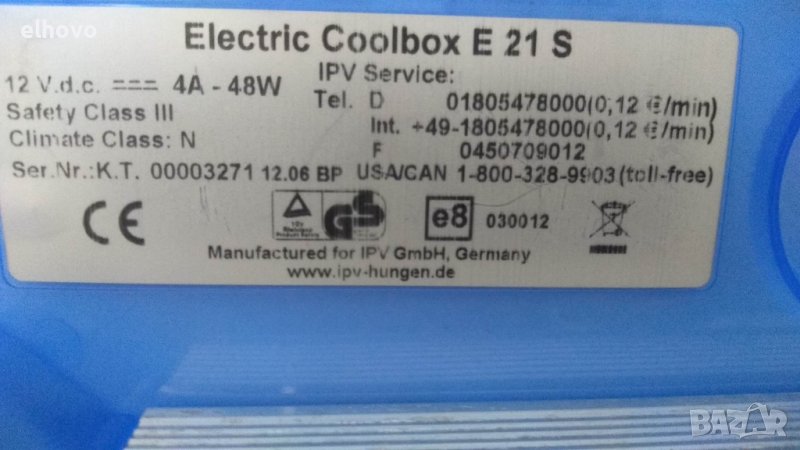 elhovo
Electric Coolbox E 21 S
12 V.d.c. 4A - 48W
Safety Class III
Climate Class: N
Ser.Nr.:K.T. 00003271 12.06 BP
IPV Service:
Tel. D 01805478000(0,12 €/min)
Int. +49-1805478000(0,12 €/min)
F 0450709012
USA/CAN 1-800-328-9903 (toll-free)
CE
GS
e8 030012
Manufactured for IPV GmbH, Germany
www.ipv-hungen.de
BAZAR